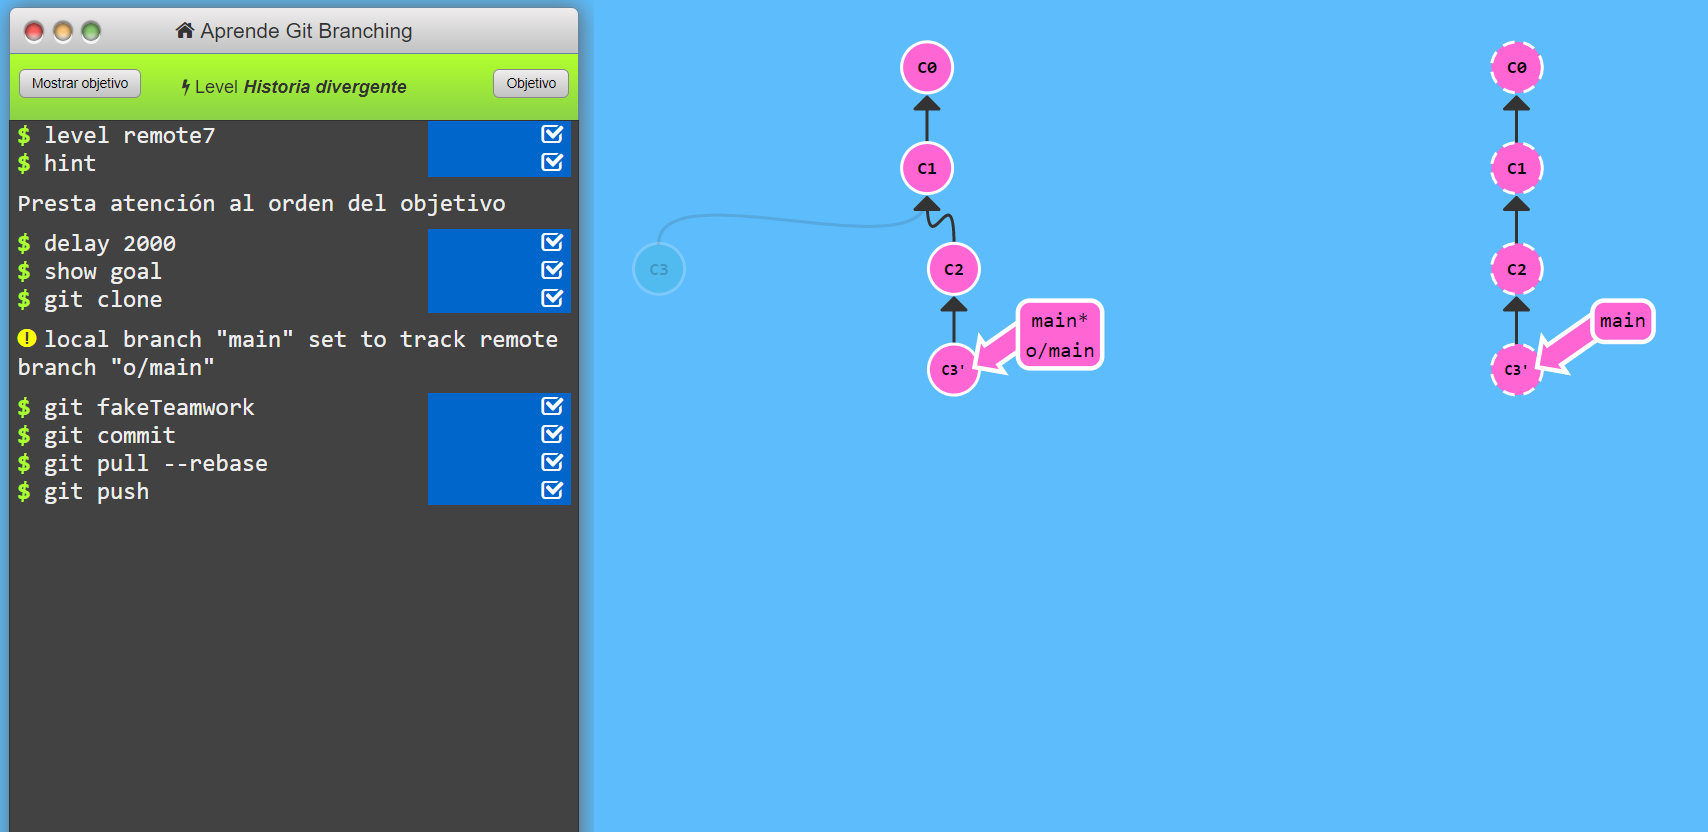 Aprende Git Branching
Mostrar objetivo
Level Historia divergente
Objetivo
$ level remote7
$ hint
Presta atención al orden del objetivo
$ delay 2000
$ show goal
$ git clone
local branch "main" set to track remote
branch "o/main"
$ git fakeTeamwork
$ git commit
$ git pull --rebase
$ git push
C0
C1
C3
C2
main*
o/main
C3'
C0
C1
C2
main
C3'